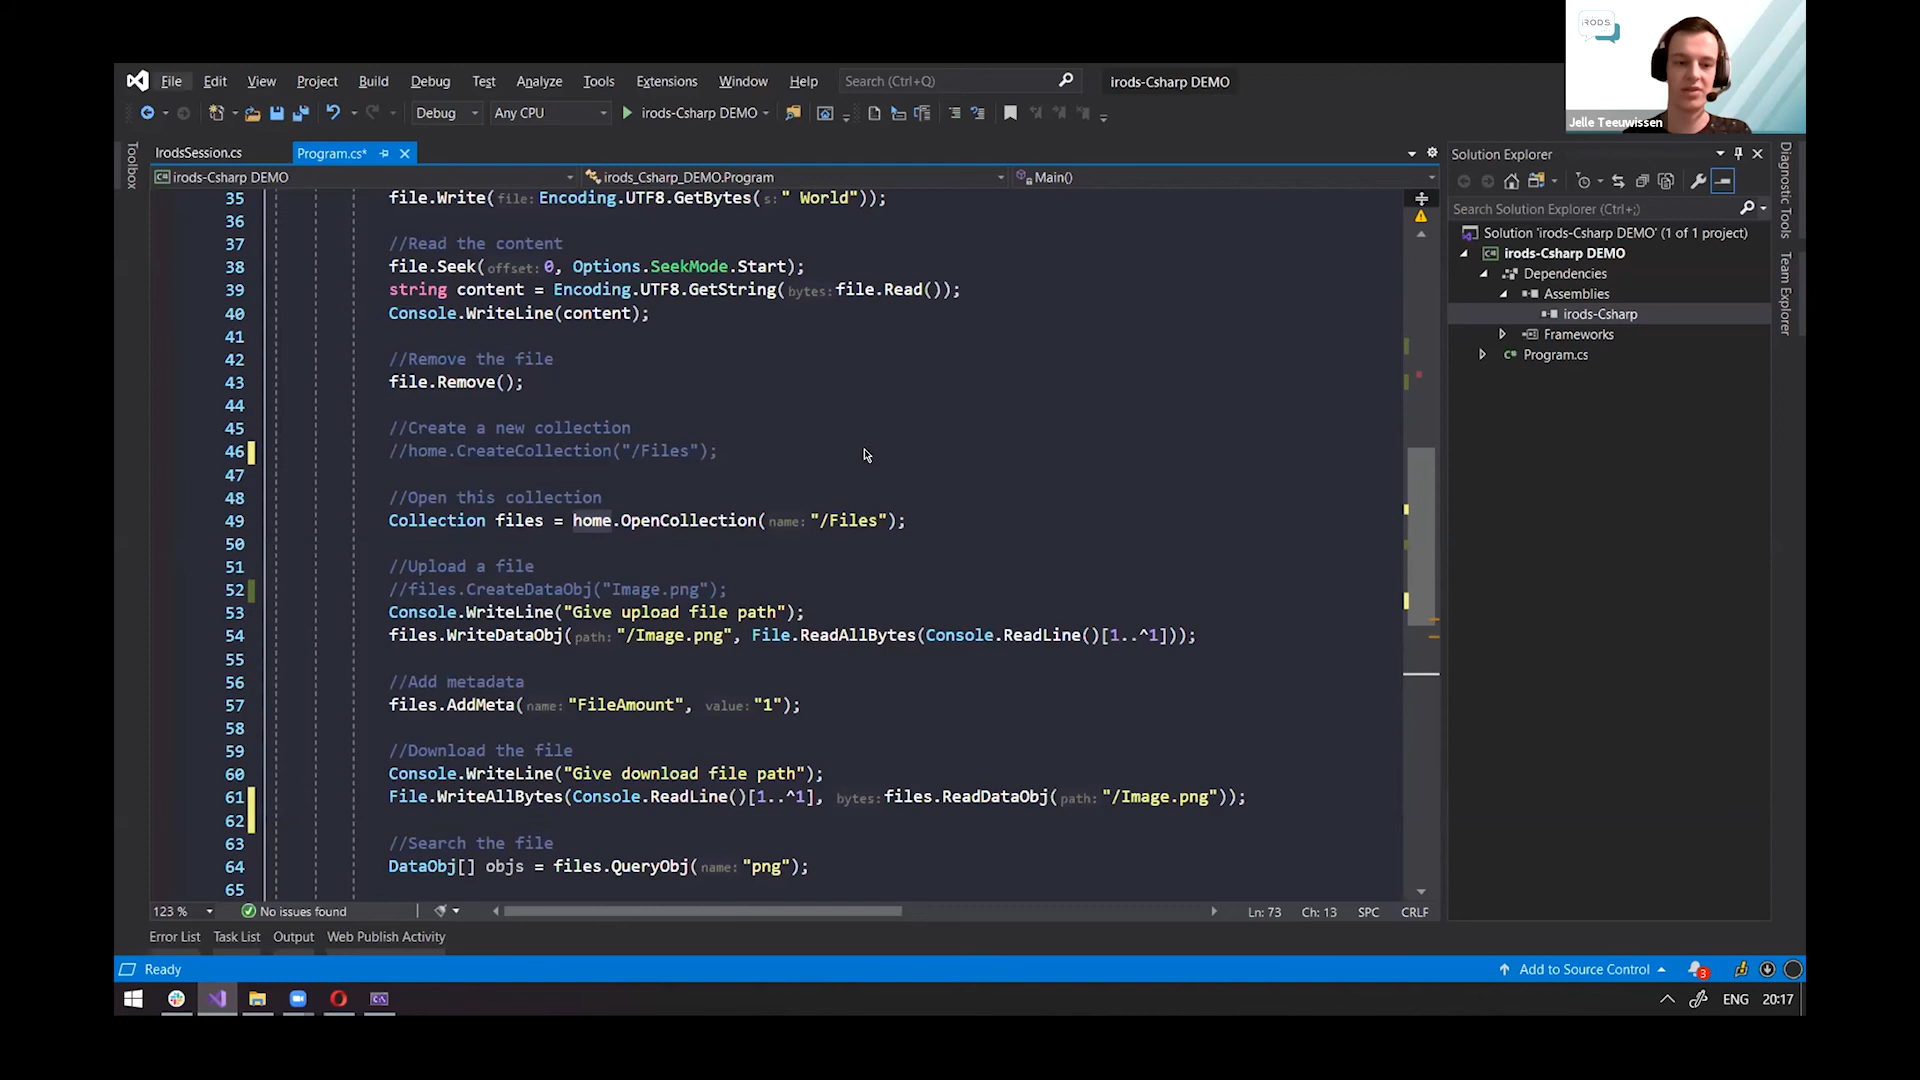 iRODS
Jelle Teeuwissen
File Edit View Project Build Debug Test Analyze Tools Extensions Window Help Search (Ctrl+Q) irods-Csharp DEMO
Debug Any CPU irods-Csharp DEMO
Toolbox
IrodsSession.cs Program.cs*
irods-Csharp DEMO irods_Csharp_DEMO.Program Main()
35 file.Write(file: Encoding.UTF8.GetBytes(s: " World"));
36
37 //Read the content
38 file.Seek(offset: 0, Options.SeekMode.Start);
39 string content = Encoding.UTF8.GetString(bytes: file.Read());
40 Console.WriteLine(content);
41
42 //Remove the file
43 file.Remove();
44
45 //Create a new collection
46 //home.CreateCollection("/Files");
47
48 //Open this collection
49 Collection files = home.OpenCollection(name: "/Files");
50
51 //Upload a file
52 //files.CreateDataObj("Image.png");
53 Console.WriteLine("Give upload file path");
54 files.WriteDataObj(path: "/Image.png", File.ReadAllBytes(Console.ReadLine()[1..^1]));
55
56 //Add metadata
57 files.AddMeta(name: "FileAmount", value: "1");
58
59 //Download the file
60 Console.WriteLine("Give download file path");
61 File.WriteAllBytes(Console.ReadLine()[1..^1], bytes: files.ReadDataObj(path: "/Image.png"));
62
63 //Search the file
64 DataObj[] objs = files.QueryObj(name: "png");
65
123 % No issues found Ln: 73 Ch: 13 SPC CRLF
Error List Task List Output Web Publish Activity
Solution Explorer
Search Solution Explorer (Ctrl+;)
Solution 'irods-Csharp DEMO' (1 of 1 project)
irods-Csharp DEMO
Dependencies
Assemblies
irods-Csharp
Frameworks
C# Program.cs
Diagnostic Tools
Team Explorer
Ready Add to Source Control 3
ENG 20:17